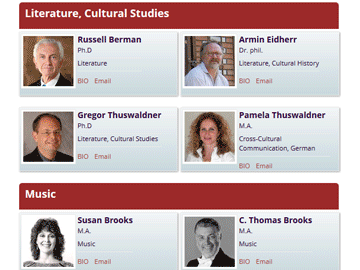 Literature, Cultural Studies
Russell Berman
Ph.D
Literature
BIO Email
Armin Eidherr
Dr. phil.
Literature, Cultural History
BIO Email
Gregor Thuswaldner
Ph.D
Literature, Cultural Studies
BIO Email
Pamela Thuswaldner
M.A.
Cross-Cultural
Communication, German
BIO Email
Music
Susan Brooks
M.A.
Music
BIO Email
C. Thomas Brooks
M.A.
Music
BIO Email